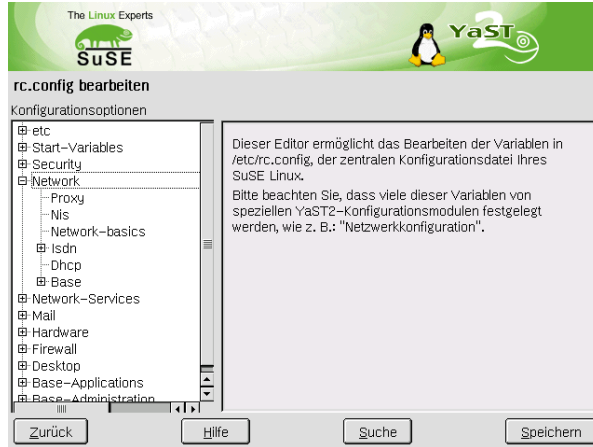 The Linux Experts
SuSE
YaST
2
rc.config bearbeiten
Konfigurationsoptionen
etc
Start-Variables
Security
Network
Proxy
Nis
Network-basics
Isdn
Dhcp
Base
Network-Services
Mail
Hardware
Firewall
Desktop
Base-Applications
Base-Administration
Dieser Editor ermöglicht das Bearbeiten der Variablen in
/etc/rc.config, der zentralen Konfigurationsdatei Ihres
SuSE Linux.
Bitte beachten Sie, dass viele dieser Variablen von
speziellen YaST2-Konfigurationsmodulen festgelegt
werden, wie z. B.: "Netzwerkkonfiguration".
Zurück
Hilfe
Suche
Speichern